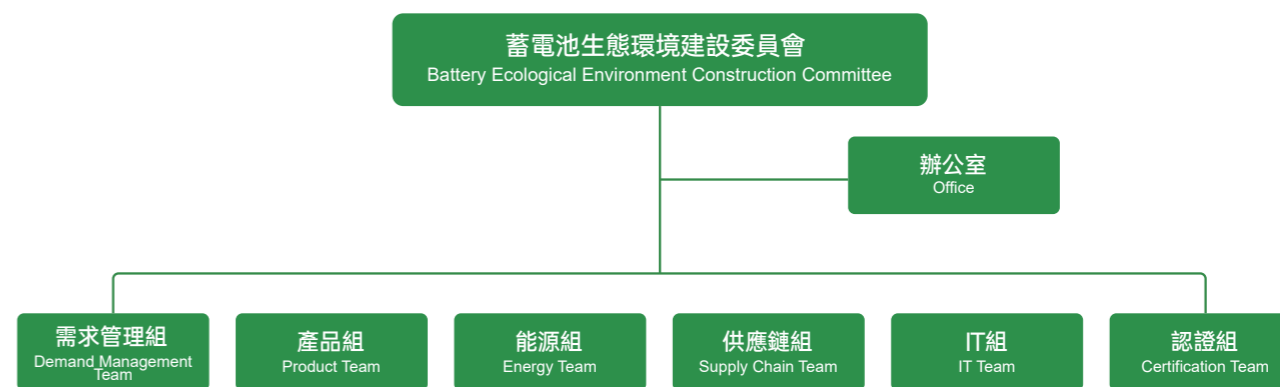 蓄電池生態環境建設委員會
Battery Ecological Environment Construction Committee
辦公室
Office
需求管理組
Demand Management
Team
產品組
Product Team
能源組
Energy Team
供應鏈組
Supply Chain Team
IT組
IT Team
認證組
Certification Team